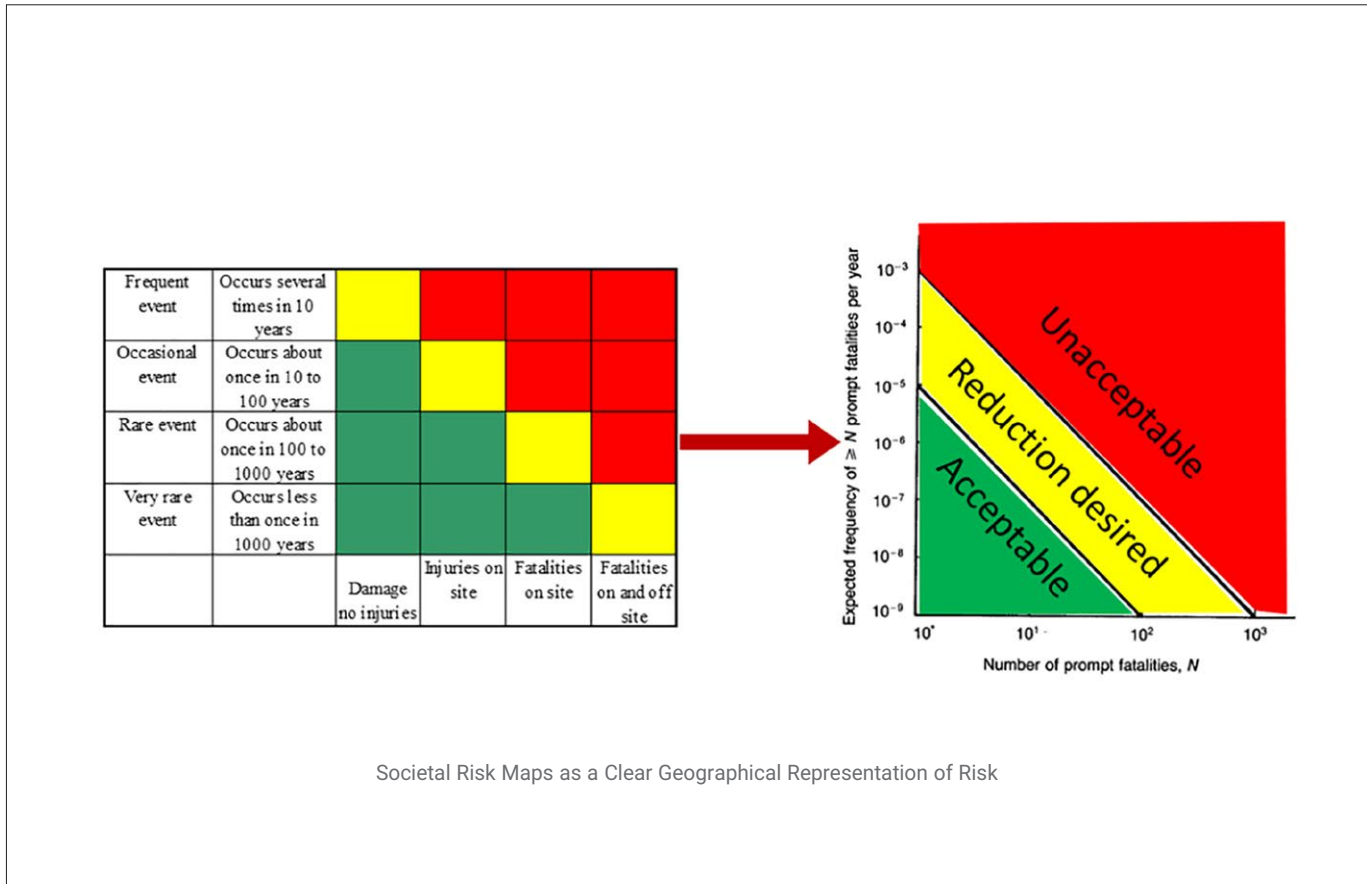 Frequent
event
Occurs several
times in 10
years
Occasional
event
Occurs about
once in 10 to
100 years
Rare event
Occurs about
once in 100 to
1000 years
Very rare
event
Occurs less
than once in
1000 years
Damage
no injuries
Injuries on
site
Fatalities
on site
Fatalities
on and off
site
Expected frequency of ⩾ N prompt fatalities per year
10⁻³
10⁻⁴
10⁻⁵
10⁻⁶
10⁻⁷
10⁻⁸
10⁻⁹
Unacceptable
Reduction desired
Acceptable
10¹
10²
10³
Number of prompt fatalities, N
Societal Risk Maps as a Clear Geographical Representation of Risk